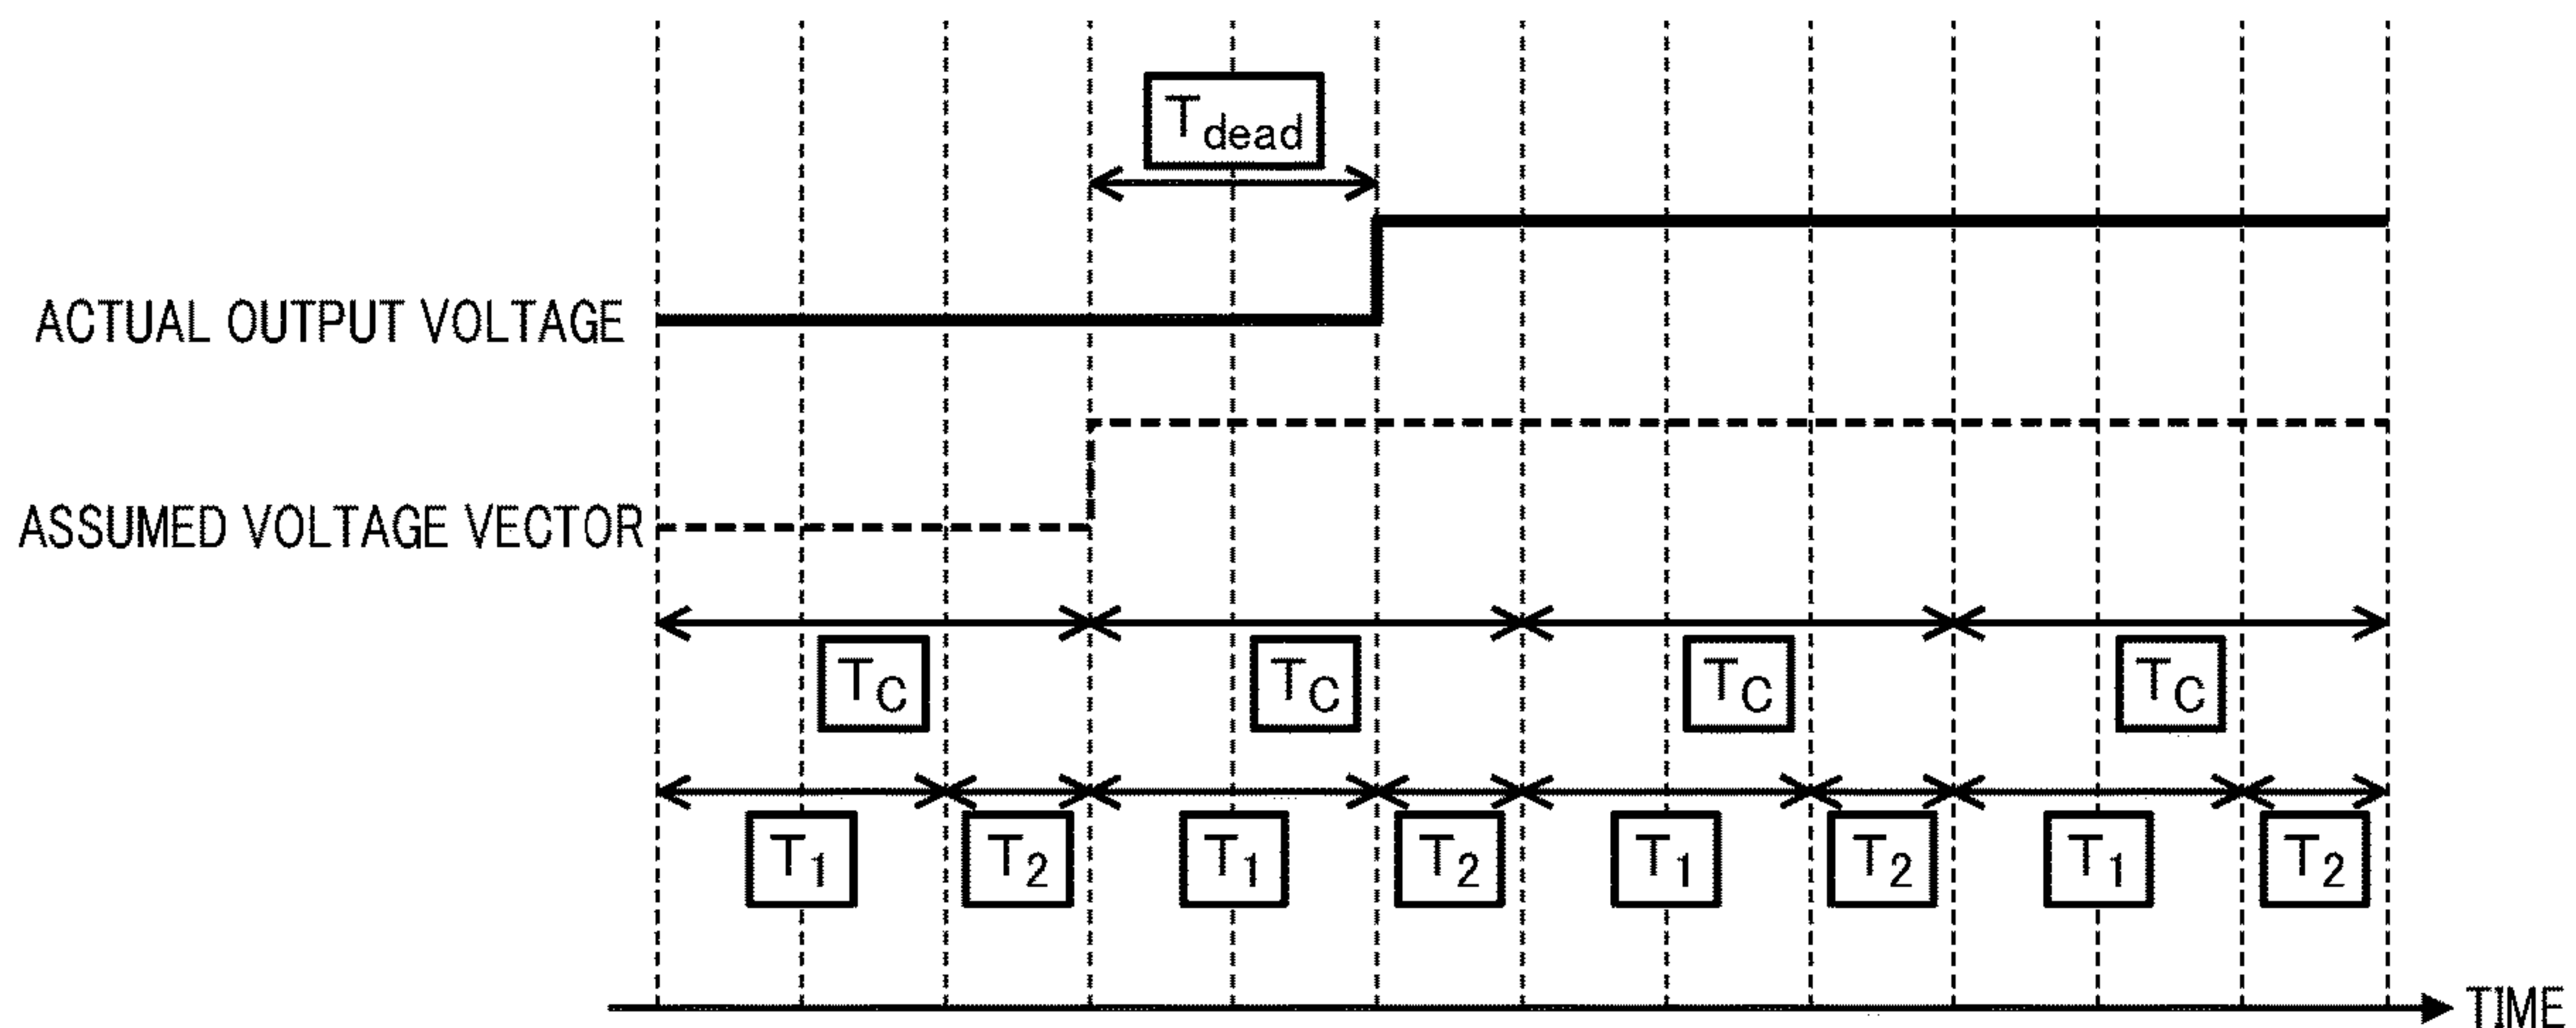 Tdead
ACTUAL OUTPUT VOLTAGE
ASSUMED VOLTAGE VECTOR
TC TC TC TC
T1 T2 T1 T2 T1 T2 T1 T2
TIME